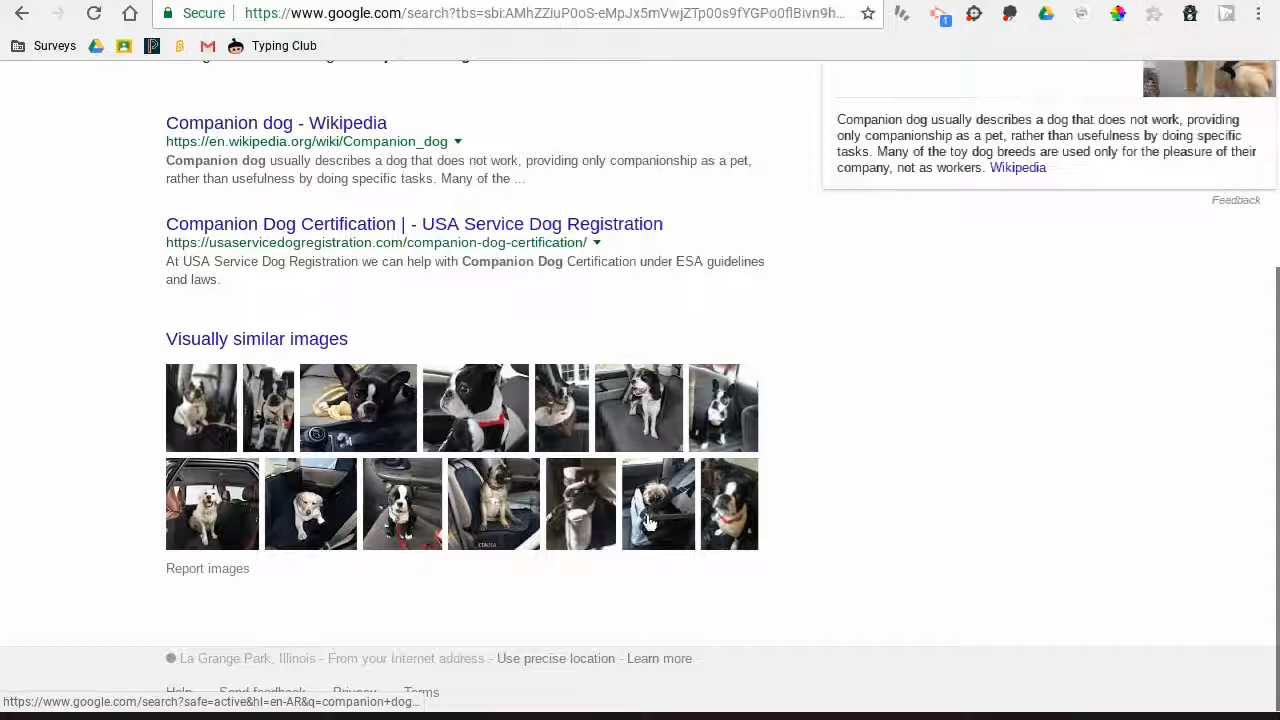 Secure
https://www.google.com/search?tbs=sbi:AMhZZiuP0oS-eMpJx5mVwjZTp00s9fYGPo0flBivn9h...
1
Surveys
Typing Club
Companion dog - Wikipedia
https://en.wikipedia.org/wiki/Companion_dog
Companion dog usually describes a dog that does not work, providing only companionship as a pet,
rather than usefulness by doing specific tasks. Many of the ...
Companion Dog Certification | - USA Service Dog Registration
https://usaservicedogregistration.com/companion-dog-certification/
At USA Service Dog Registration we can help with Companion Dog Certification under ESA guidelines
and laws.
Companion dog usually describes a dog that does not work, providing
only companionship as a pet, rather than usefulness by doing specific
tasks. Many of the toy dog breeds are used only for the pleasure of their
company, not as workers. Wikipedia
Feedback
Visually similar images
Report images
La Grange Park, Illinois - From your Internet address - Use precise location - Learn more
Help Send feedback Privacy Terms
https://www.google.com/search?safe=active&hl=en-AR&q=companion+dog...